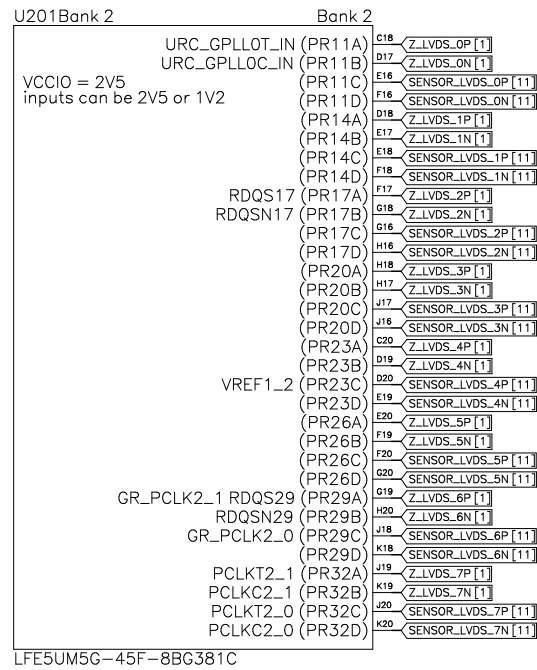 U201Bank 2 Bank 2
URC_GPLL0T_IN (PR11A) C18 Z_LVDS_0P [1]
URC_GPLL0C_IN (PR11B) D17 Z_LVDS_0N [1]
VCCIO = 2V5 (PR11C) E16 SENSOR_LVDS_0P [11]
inputs can be 2V5 or 1V2 (PR11D) F16 SENSOR_LVDS_0N [11]
(PR14A) D18 Z_LVDS_1P [1]
(PR14B) E17 Z_LVDS_1N [1]
(PR14C) E18 SENSOR_LVDS_1P [11]
(PR14D) F18 SENSOR_LVDS_1N [11]
RDQS17 (PR17A) F17 Z_LVDS_2P [1]
RDQSN17 (PR17B) G18 Z_LVDS_2N [1]
(PR17C) G16 SENSOR_LVDS_2P [11]
(PR17D) H16 SENSOR_LVDS_2N [11]
(PR20A) H18 Z_LVDS_3P [1]
(PR20B) H17 Z_LVDS_3N [1]
(PR20C) J17 SENSOR_LVDS_3P [11]
(PR20D) J16 SENSOR_LVDS_3N [11]
(PR23A) C20 Z_LVDS_4P [1]
(PR23B) D19 Z_LVDS_4N [1]
VREF1_2 (PR23C) D20 SENSOR_LVDS_4P [11]
(PR23D) E19 SENSOR_LVDS_4N [11]
(PR26A) E20 Z_LVDS_5P [1]
(PR26B) F19 Z_LVDS_5N [1]
(PR26C) F20 SENSOR_LVDS_5P [11]
(PR26D) G20 SENSOR_LVDS_5N [11]
GR_PCLK2_1 RDQS29 (PR29A) G19 Z_LVDS_6P [1]
RDQSN29 (PR29B) H20 Z_LVDS_6N [1]
GR_PCLK2_0 (PR29C) J18 SENSOR_LVDS_6P [11]
(PR29D) K18 SENSOR_LVDS_6N [11]
PCLKT2_1 (PR32A) J19 Z_LVDS_7P [1]
PCLKC2_1 (PR32B) K19 Z_LVDS_7N [1]
PCLKT2_0 (PR32C) J20 SENSOR_LVDS_7P [11]
PCLKC2_0 (PR32D) K20 SENSOR_LVDS_7N [11]
LFE5UM5G-45F-8BG381C